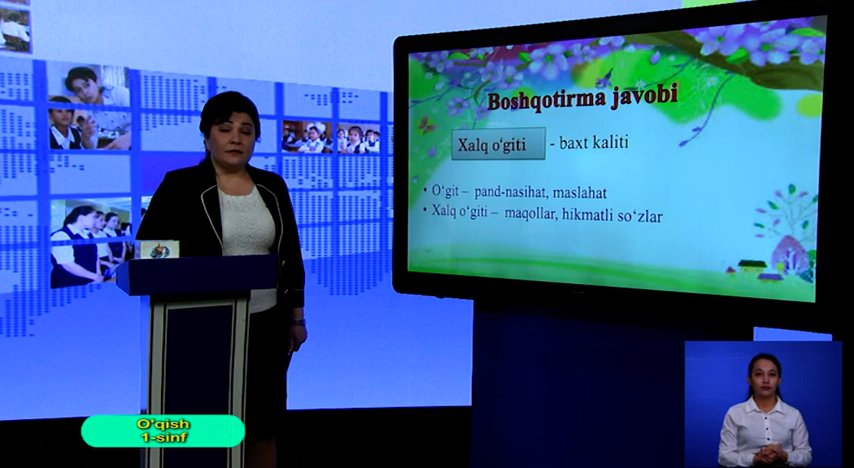 Boshqotirma javobi
Xalq o‘giti - baxt kaliti
• O‘git – pand-nasihat, maslahat
• Xalq o‘giti – maqollar, hikmatli so‘zlar
O'qish
1-sinf